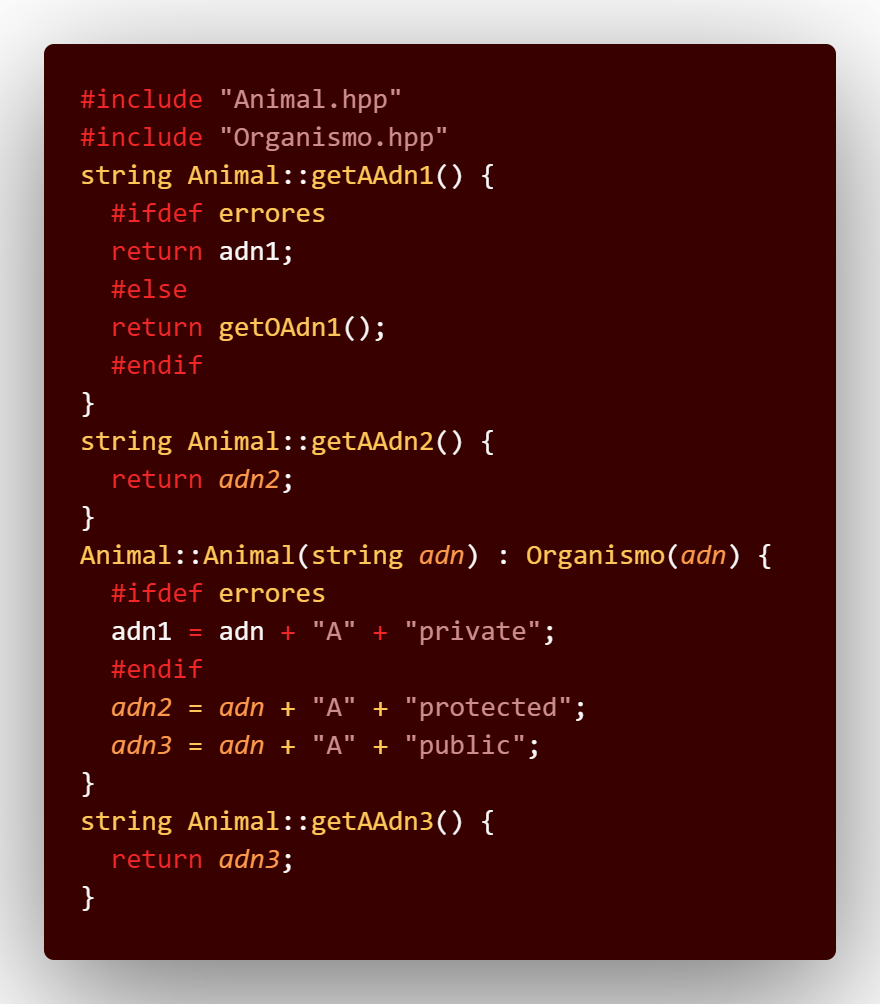 #include "Animal.hpp"
#include "Organismo.hpp"
string Animal::getAAdn1() {
  #ifdef errores
  return adn1;
  #else
  return getOAdn1();
  #endif
}
string Animal::getAAdn2() {
  return adn2;
}
Animal::Animal(string adn) : Organismo(adn) {
  #ifdef errores
  adn1 = adn + "A" + "private";
  #endif
  adn2 = adn + "A" + "protected";
  adn3 = adn + "A" + "public";
}
string Animal::getAAdn3() {
  return adn3;
}